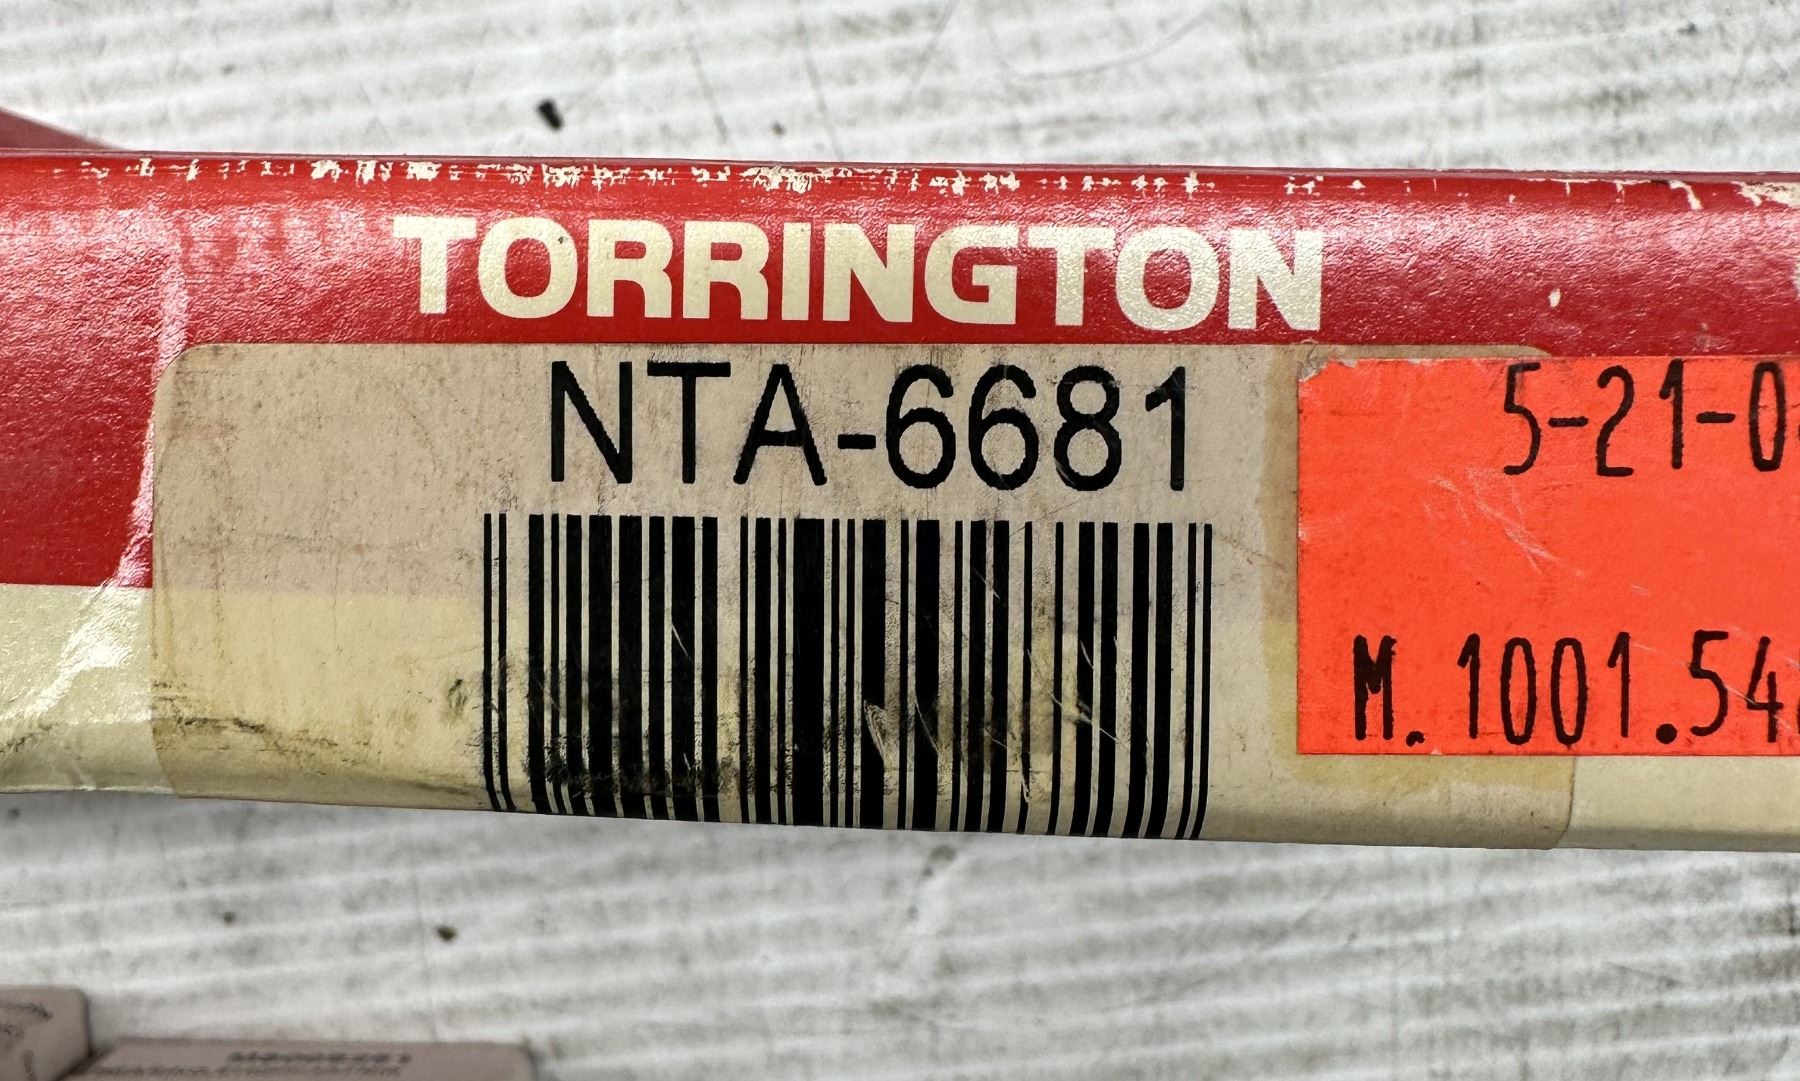 TORRINGTON
NTA-6681
5-21-0
M.1001.54